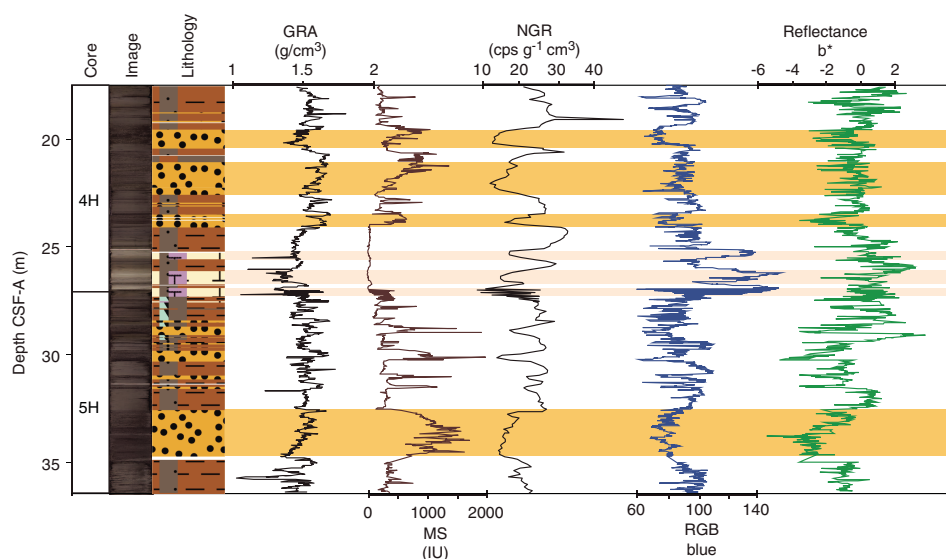 Core
Image
Lithology
GRA
(g/cm³)
1 1.5 2
NGR
(cps g⁻¹ cm³)
10 20 30 40
Reflectance
b*
-6 -4 -2 0 2
Depth CSF-A (m)
20
25
30
35
4H
5H
0 1000 2000
MS
(IU)
60 100 140
RGB
blue